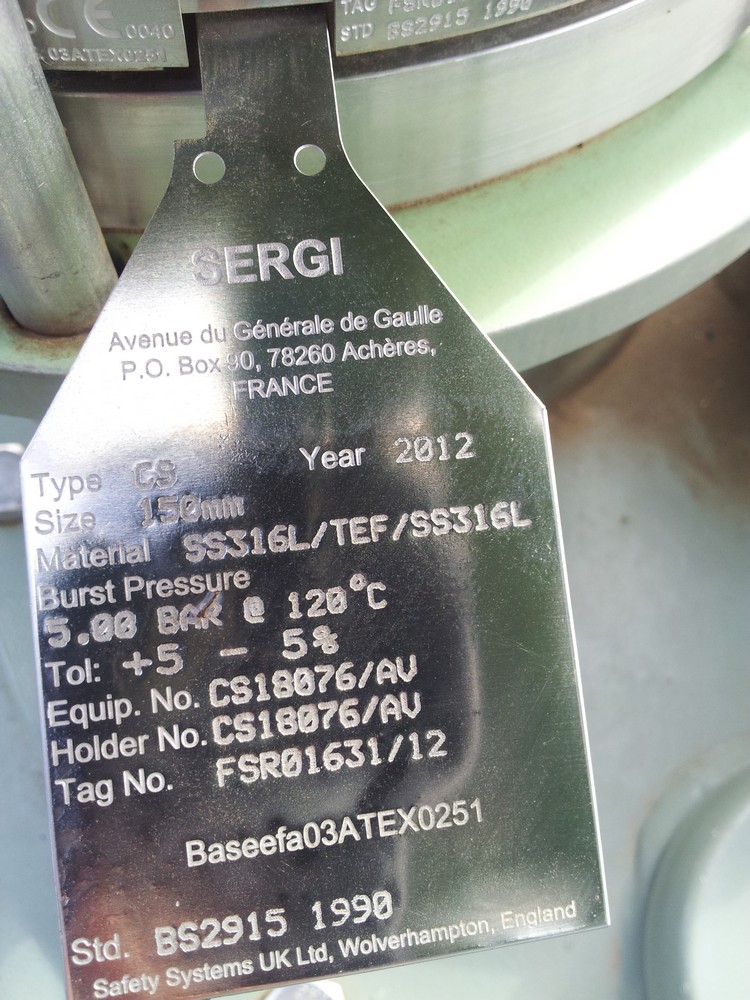 CE 0040
03ATEX0251
TAG FSR01
STD BS2915 1990
SERGI
Avenue du Générale de Gaulle
P.O. Box 90, 78260 Achères,
FRANCE
Type CS Year 2012
Size 150mm
Material SS316L/TEF/SS316L
Burst Pressure
5.00 BAR @ 120°C
Tol: +5 - 5%
Equip. No. CS18076/AV
Holder No. CS18076/AV
Tag No. FSR01631/12
Baseefa03ATEX0251
Std. BS2915 1990
Safety Systems UK Ltd, Wolverhampton, England